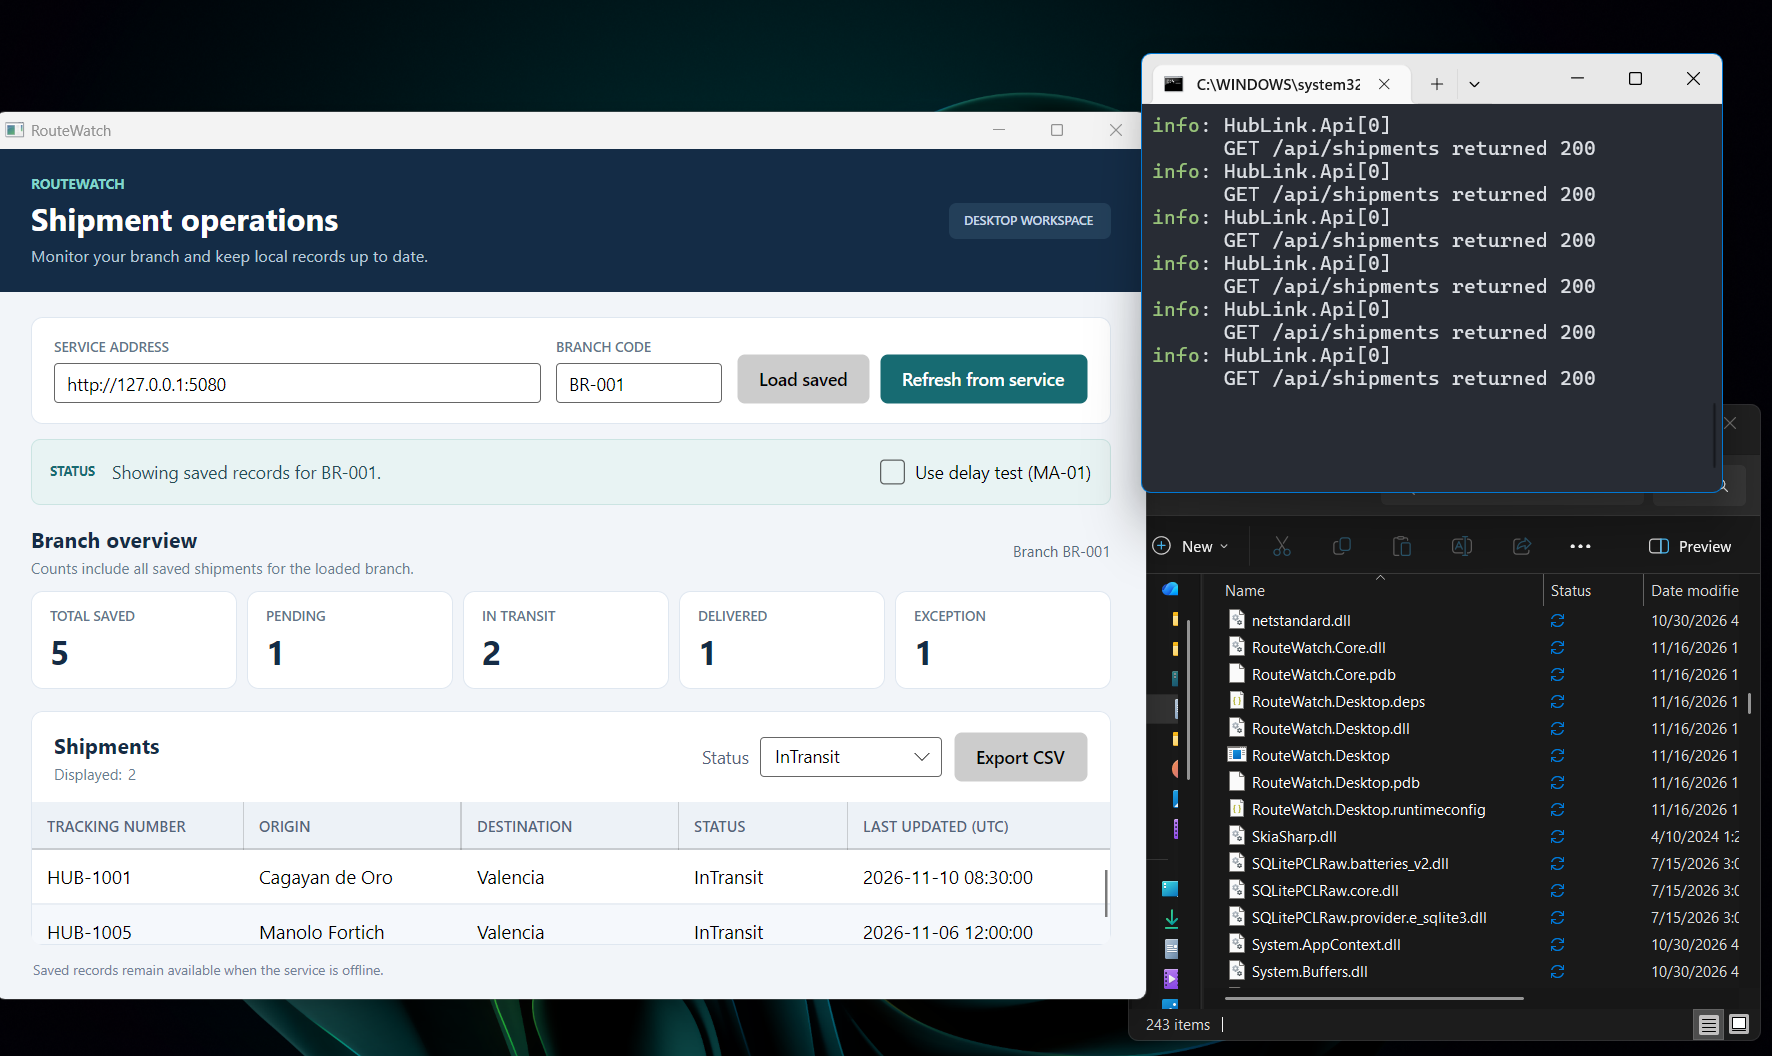 RouteWatch
ROUTEWATCH
Shipment operations
Monitor your branch and keep local records up to date.
DESKTOP WORKSPACE
SERVICE ADDRESS
BRANCH CODE
http://127.0.0.1:5080
BR-001
Load saved
Refresh from service
STATUS
Showing saved records for BR-001.
Use delay test (MA-01)
Branch overview
Counts include all saved shipments for the loaded branch.
Branch BR-001
TOTAL SAVED
5
PENDING
1
IN TRANSIT
2
DELIVERED
1
EXCEPTION
1
Shipments
Displayed: 2
Status
InTransit
Export CSV
TRACKING NUMBER ORIGIN DESTINATION STATUS LAST UPDATED (UTC)
HUB-1001 Cagayan de Oro Valencia InTransit 2026-11-10 08:30:00
HUB-1005 Manolo Fortich Valencia InTransit 2026-11-06 12:00:00
Saved records remain available when the service is offline.
C:\WINDOWS\system32
info: HubLink.Api[0]
GET /api/shipments returned 200
info: HubLink.Api[0]
GET /api/shipments returned 200
info: HubLink.Api[0]
GET /api/shipments returned 200
info: HubLink.Api[0]
GET /api/shipments returned 200
info: HubLink.Api[0]
GET /api/shipments returned 200
info: HubLink.Api[0]
GET /api/shipments returned 200
New
Preview
Name Status Date modifie
netstandard.dll 10/30/2026 4
RouteWatch.Core.dll 11/16/2026 1
RouteWatch.Core.pdb 11/16/2026 1
RouteWatch.Desktop.deps 11/16/2026 1
RouteWatch.Desktop.dll 11/16/2026 1
RouteWatch.Desktop 11/16/2026 1
RouteWatch.Desktop.pdb 11/16/2026 1
RouteWatch.Desktop.runtimeconfig 11/16/2026 1
SkiaSharp.dll 4/10/2024 1:2
SQLitePCLRaw.batteries_v2.dll 7/15/2026 3:0
SQLitePCLRaw.core.dll 7/15/2026 3:0
SQLitePCLRaw.provider.e_sqlite3.dll 7/15/2026 3:0
System.AppContext.dll 10/30/2026 4
System.Buffers.dll 10/30/2026 4
243 items